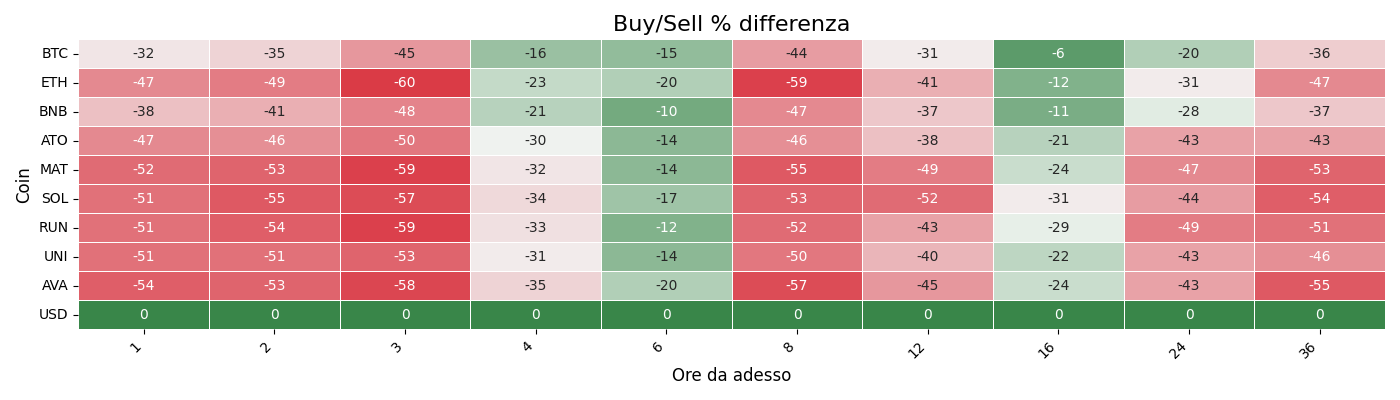 Buy/Sell % differenza
Coin
BTC -32 -35 -45 -16 -15 -44 -31 -6 -20 -36
ETH -47 -49 -60 -23 -20 -59 -41 -12 -31 -47
BNB -38 -41 -48 -21 -10 -47 -37 -11 -28 -37
ATO -47 -46 -50 -30 -14 -46 -38 -21 -43 -43
MAT -52 -53 -59 -32 -14 -55 -49 -24 -47 -53
SOL -51 -55 -57 -34 -17 -53 -52 -31 -44 -54
RUN -51 -54 -59 -33 -12 -52 -43 -29 -49 -51
UNI -51 -51 -53 -31 -14 -50 -40 -22 -43 -46
AVA -54 -53 -58 -35 -20 -57 -45 -24 -43 -55
USD 0 0 0 0 0 0 0 0 0 0
1 2 3 4 6 8 12 16 24 36
Ore da adesso